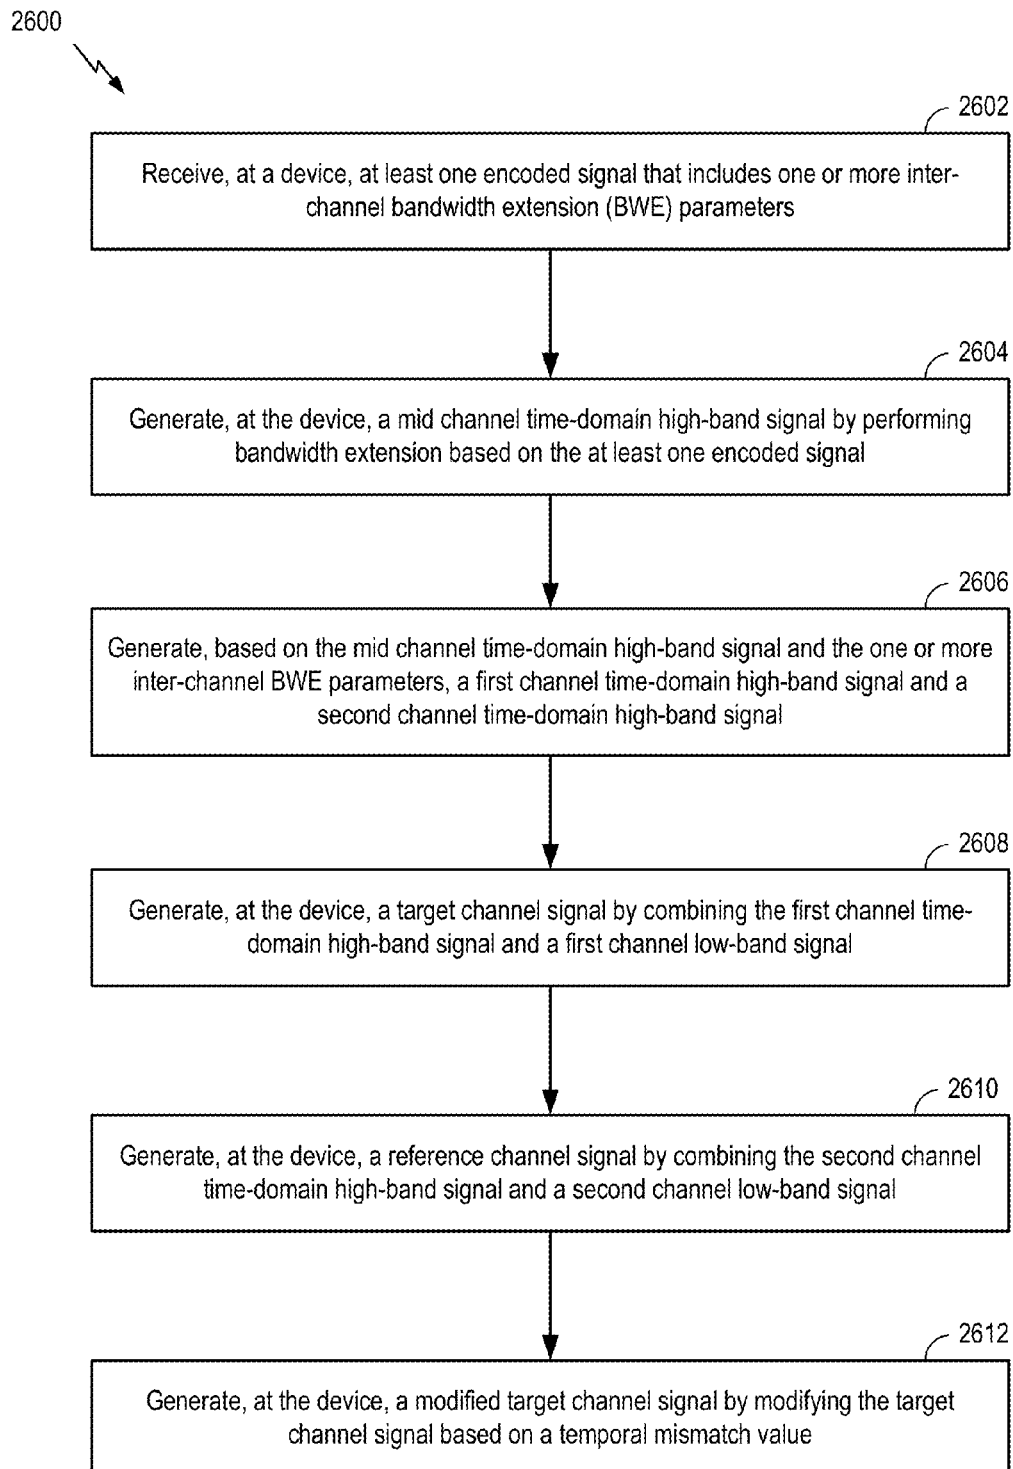 2600
2602
Receive, at a device, at least one encoded signal that includes one or more inter-
channel bandwidth extension (BWE) parameters
2604
Generate, at the device, a mid channel time-domain high-band signal by performing
bandwidth extension based on the at least one encoded signal
2606
Generate, based on the mid channel time-domain high-band signal and the one or more
inter-channel BWE parameters, a first channel time-domain high-band signal and a
second channel time-domain high-band signal
2608
Generate, at the device, a target channel signal by combining the first channel time-
domain high-band signal and a first channel low-band signal
2610
Generate, at the device, a reference channel signal by combining the second channel
time-domain high-band signal and a second channel low-band signal
2612
Generate, at the device, a modified target channel signal by modifying the target
channel signal based on a temporal mismatch value